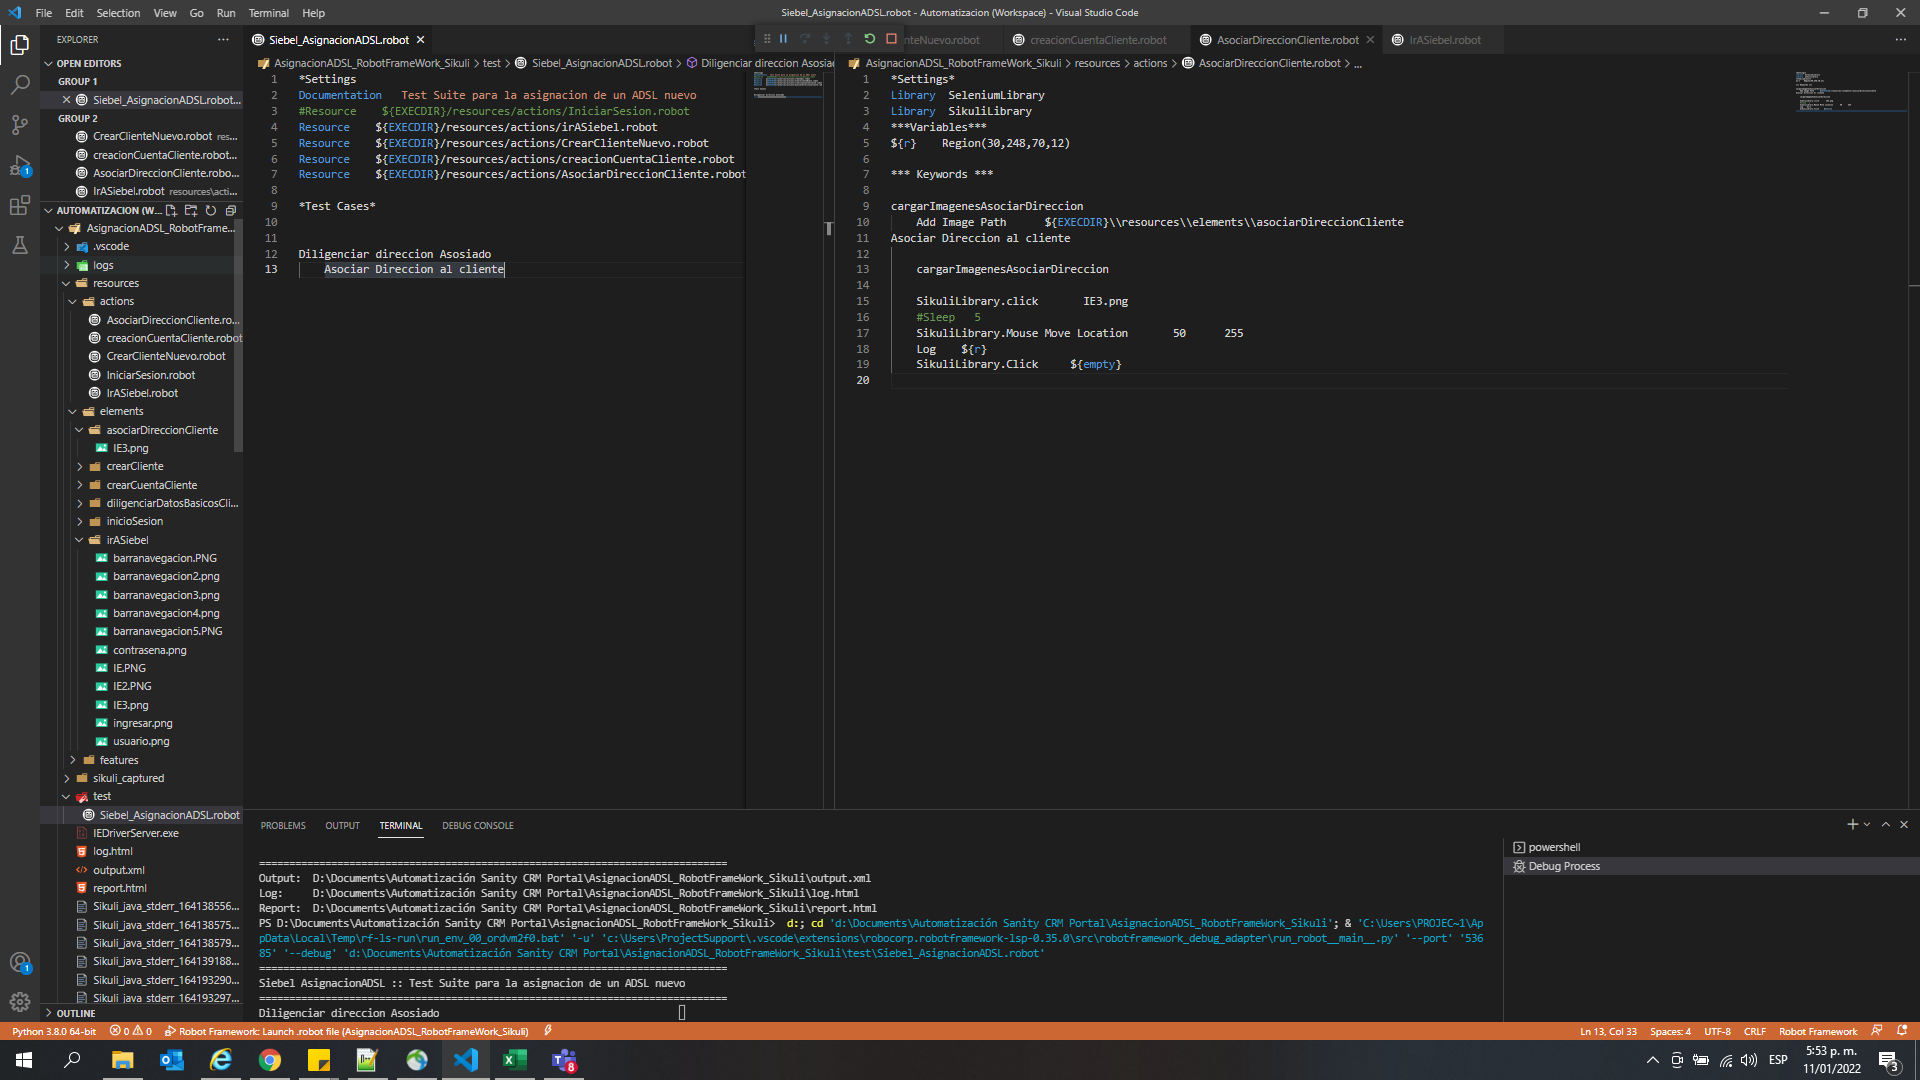 File Edit Selection View Go Run Terminal Help
Siebel_AsignacionADSL.robot - Automatizacion (Workspace) - Visual Studio Code
EXPLORER
OPEN EDITORS
GROUP 1
Siebel_AsignacionADSL.robot...
GROUP 2
CrearClienteNuevo.robot res...
creacionCuentaCliente.robot...
AsociarDireccionCliente.robo...
IrASiebel.robot resources\acti...
AUTOMATIZACION (W...
AsignacionADSL_RobotFrame...
.vscode
logs
resources
actions
AsociarDireccionCliente.ro...
creacionCuentaCliente.robot
CrearClienteNuevo.robot
IniciarSesion.robot
IrASiebel.robot
elements
asociarDireccionCliente
IE3.png
crearCliente
crearCuentaCliente
diligenciarDatosBasicosCli...
inicioSesion
irASiebel
barranavegacion.PNG
barranavegacion2.png
barranavegacion3.png
barranavegacion4.png
barranavegacion5.PNG
contrasena.png
IE.PNG
IE2.PNG
IE3.png
ingresar.png
usuario.png
features
sikuli_captured
test
Siebel_AsignacionADSL.robot
IEDriverServer.exe
log.html
output.xml
report.html
Sikuli_java_stderr_164138556...
Sikuli_java_stderr_164138575...
Sikuli_java_stderr_164138579...
Sikuli_java_stderr_164139188...
Sikuli_java_stderr_164193290...
Sikuli_java_stderr_164193297...
OUTLINE
Siebel_AsignacionADSL.robot
AsignacionADSL_RobotFrameWork_Sikuli > test > Siebel_AsignacionADSL.robot > Diligenciar direccion Asosiad
1 *Settings
2 Documentation Test Suite para la asignacion de un ADSL nuevo
3 #Resource ${EXECDIR}/resources/actions/IniciarSesion.robot
4 Resource ${EXECDIR}/resources/actions/irASiebel.robot
5 Resource ${EXECDIR}/resources/actions/CrearClienteNuevo.robot
6 Resource ${EXECDIR}/resources/actions/creacionCuentaCliente.robot
7 Resource ${EXECDIR}/resources/actions/AsociarDireccionCliente.robot
8
9 *Test Cases*
10
11
12 Diligenciar direccion Asosiado
13 Asociar Direccion al cliente
nteNuevo.robot creacionCuentaCliente.robot AsociarDireccionCliente.robot IrASiebel.robot
AsignacionADSL_RobotFrameWork_Sikuli > resources > actions > AsociarDireccionCliente.robot > ...
1 *Settings*
2 Library SeleniumLibrary
3 Library SikuliLibrary
4 ***Variables***
5 ${r} Region(30,248,70,12)
6
7 *** Keywords ***
8
9 cargarImagenesAsociarDireccion
10 Add Image Path ${EXECDIR}\\resources\\elements\\asociarDireccionCliente
11 Asociar Direccion al cliente
12
13 cargarImagenesAsociarDireccion
14
15 SikuliLibrary.click IE3.png
16 #Sleep 5
17 SikuliLibrary.Mouse Move Location 50 255
18 Log ${r}
19 SikuliLibrary.Click ${empty}
20
PROBLEMS OUTPUT TERMINAL DEBUG CONSOLE
==============================================================================
Output: D:\Documents\Automatización Sanity CRM Portal\AsignacionADSL_RobotFrameWork_Sikuli\output.xml
Log: D:\Documents\Automatización Sanity CRM Portal\AsignacionADSL_RobotFrameWork_Sikuli\log.html
Report: D:\Documents\Automatización Sanity CRM Portal\AsignacionADSL_RobotFrameWork_Sikuli\report.html
PS D:\Documents\Automatización Sanity CRM Portal\AsignacionADSL_RobotFrameWork_Sikuli> d:; cd 'd:\Documents\Automatización Sanity CRM Portal\AsignacionADSL_RobotFrameWork_Sikuli'; & 'C:\Users\PROJEC~1\Ap
pData\Local\Temp\rf-ls-run\run_env_00_ordvm2f0.bat' '-u' 'c:\Users\ProjectSupport\.vscode\extensions\robocorp.robotframework-lsp-0.35.0\src\robotframework_debug_adapter\run_robot__main__.py' '--port' '536
85' '--debug' 'd:\Documents\Automatización Sanity CRM Portal\AsignacionADSL_RobotFrameWork_Sikuli\test\Siebel_AsignacionADSL.robot'
==============================================================================
Siebel AsignacionADSL :: Test Suite para la asignacion de un ADSL nuevo
==============================================================================
Diligenciar direccion Asosiado
powershell
Debug Process
Python 3.8.0 64-bit 0 0 Robot Framework: Launch .robot file (AsignacionADSL_RobotFrameWork_Sikuli)
Ln 13, Col 33 Spaces: 4 UTF-8 CRLF Robot Framework
ESP
5:53 p. m.
11/01/2022
3
8
1
1